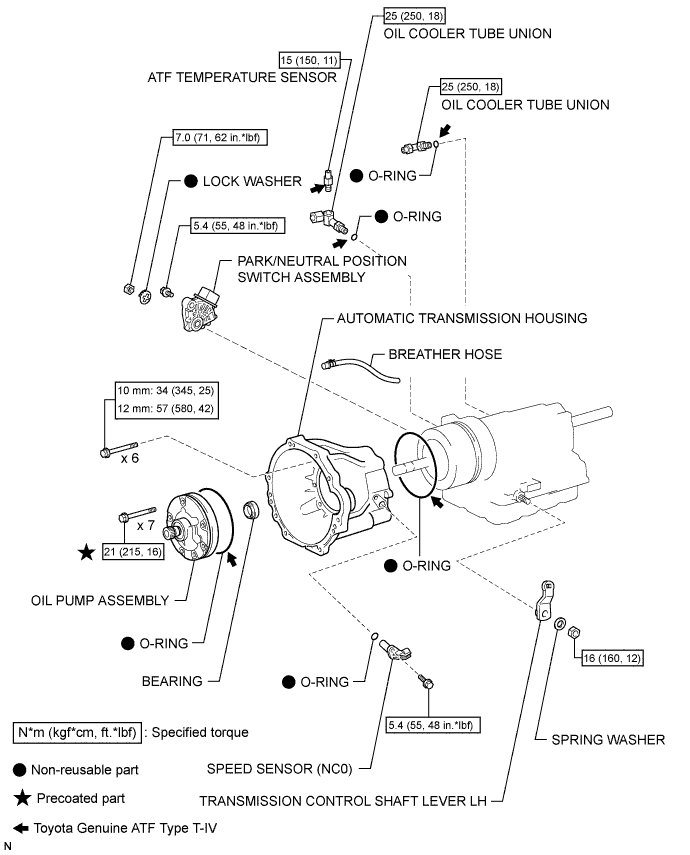 25 (250, 18)
OIL COOLER TUBE UNION
15 (150, 11)
ATF TEMPERATURE SENSOR
25 (250, 18)
OIL COOLER TUBE UNION
7.0 (71, 62 in.*lbf)
LOCK WASHER
O-RING
O-RING
5.4 (55, 48 in.*lbf)
PARK/NEUTRAL POSITION
SWITCH ASSEMBLY
AUTOMATIC TRANSMISSION HOUSING
BREATHER HOSE
10 mm: 34 (345, 25)
12 mm: 57 (580, 42)
x 6
x 7
21 (215, 16)
O-RING
OIL PUMP ASSEMBLY
O-RING
BEARING
O-RING
16 (160, 12)
5.4 (55, 48 in.*lbf)
N*m (kgf*cm, ft.*lbf) : Specified torque
SPRING WASHER
Non-reusable part
SPEED SENSOR (NC0)
Precoated part
TRANSMISSION CONTROL SHAFT LEVER LH
Toyota Genuine ATF Type T-IV
N